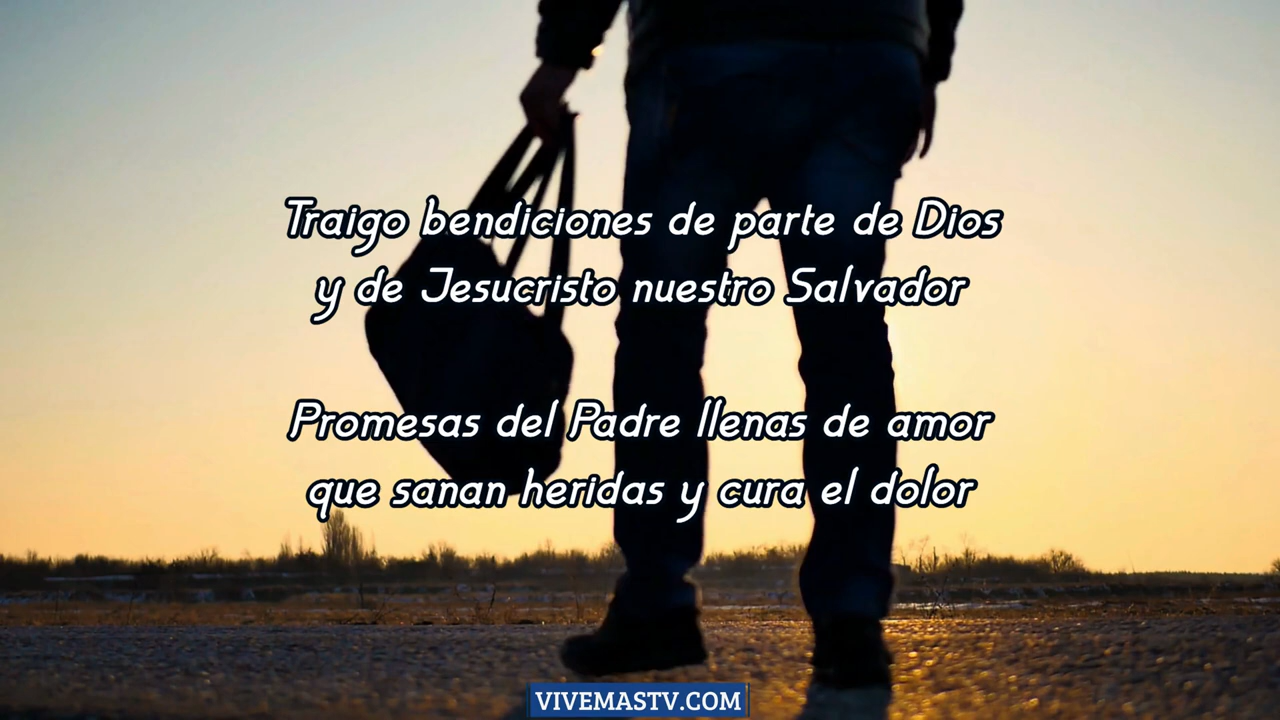 Traigo bendiciones de parte de Dios
y de Jesucristo nuestro Salvador
Promesas del Padre llenas de amor
que sanan heridas y cura el dolor
VIVEMASTV.COM